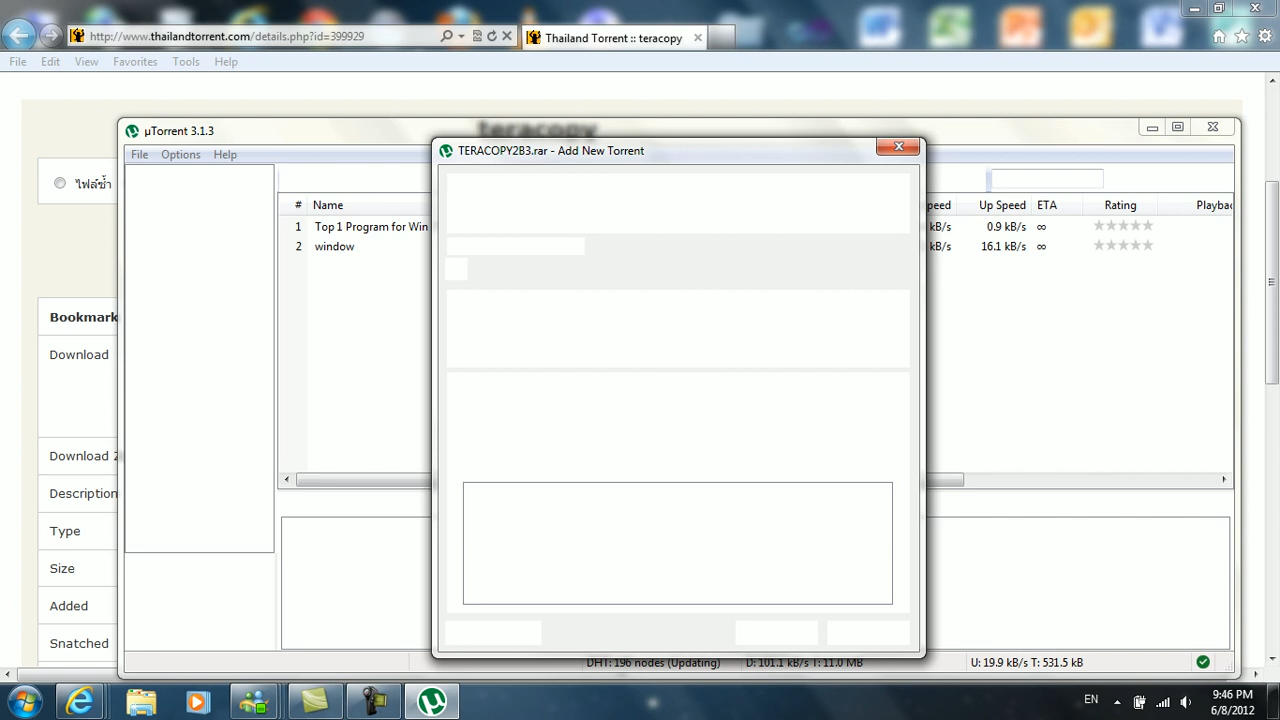 http://www.thailandtorrent.com/details.php?id=399929
Thailand Torrent :: teracopy
File Edit View Favorites Tools Help
teracopy
µTorrent 3.1.3
TERACOPY2B3.rar - Add New Torrent
File Options Help
ไฟล์ซ้ำ
# Name peed Up Speed ETA Rating Playbac
1 Top 1 Program for Win kB/s 0.9 kB/s ∞
2 window kB/s 16.1 kB/s ∞
Bookmark
Download
Download
Description
Type
Size
Added
Snatched
DHT: 196 nodes (Updating) D: 101.1 kB/s T: 11.0 MB U: 19.9 kB/s T: 531.5 kB
EN
9:46 PM
6/8/2012